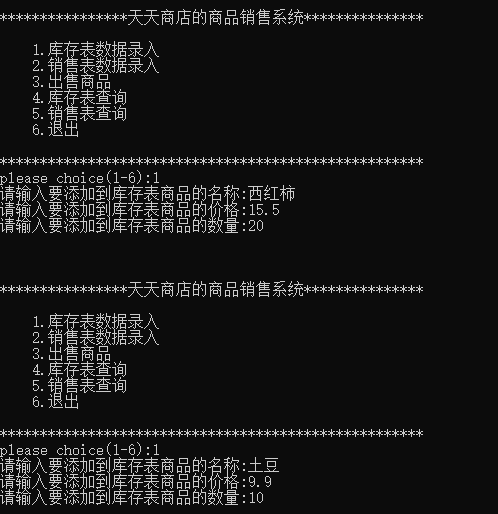 ****************天天商店的商品销售系统***************
1.库存表数据录入
2.销售表数据录入
3.出售商品
4.库存表查询
5.销售表查询
6.退出
*****************************************************
please choice(1-6):1
请输入要添加到库存表商品的名称:西红柿
请输入要添加到库存表商品的价格:15.5
请输入要添加到库存表商品的数量:20
****************天天商店的商品销售系统***************
1.库存表数据录入
2.销售表数据录入
3.出售商品
4.库存表查询
5.销售表查询
6.退出
*****************************************************
please choice(1-6):1
请输入要添加到库存表商品的名称:土豆
请输入要添加到库存表商品的价格:9.9
请输入要添加到库存表商品的数量:10